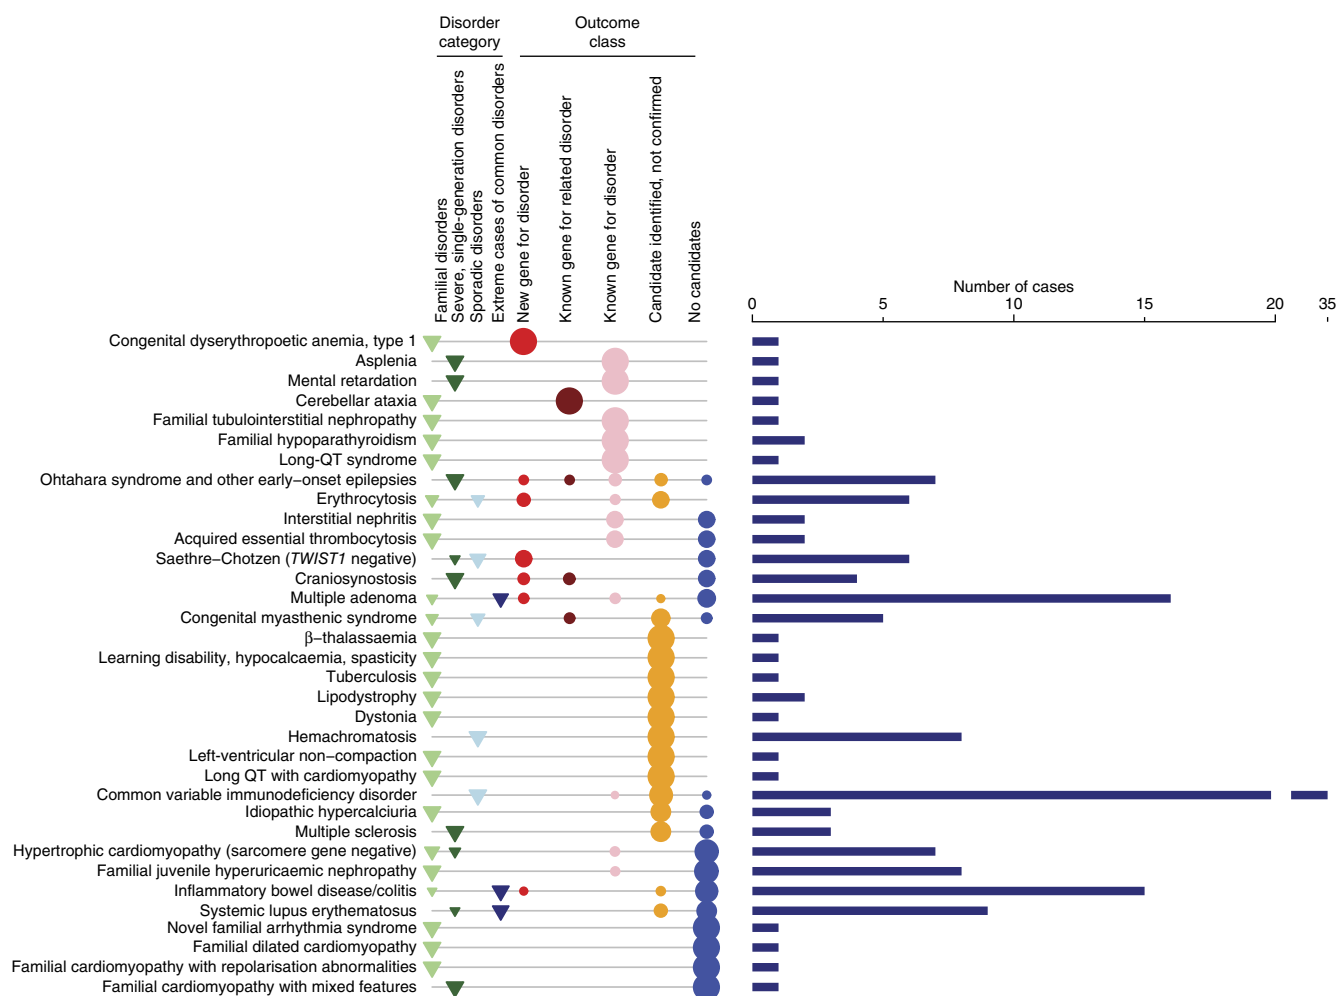 Disorder
category
Outcome
class
Familial disorders
Severe, single-generation disorders
Sporadic disorders
Extreme cases of common disorders
New gene for disorder
Known gene for related disorder
Known gene for disorder
Candidate identified, not confirmed
No candidates
Number of cases
0 5 10 15 20 35
Congenital dyserythropoetic anemia, type 1
Asplenia
Mental retardation
Cerebellar ataxia
Familial tubulointerstitial nephropathy
Familial hypoparathyroidism
Long-QT syndrome
Ohtahara syndrome and other early−onset epilepsies
Erythrocytosis
Interstitial nephritis
Acquired essential thrombocytosis
Saethre−Chotzen (TWIST1 negative)
Craniosynostosis
Multiple adenoma
Congenital myasthenic syndrome
β−thalassaemia
Learning disability, hypocalcaemia, spasticity
Tuberculosis
Lipodystrophy
Dystonia
Hemachromatosis
Left-ventricular non−compaction
Long QT with cardiomyopathy
Common variable immunodeficiency disorder
Idiopathic hypercalciuria
Multiple sclerosis
Hypertrophic cardiomyopathy (sarcomere gene negative)
Familial juvenile hyperuricaemic nephropathy
Inflammatory bowel disease/colitis
Systemic lupus erythematosus
Novel familial arrhythmia syndrome
Familial dilated cardiomyopathy
Familial cardiomyopathy with repolarisation abnormalities
Familial cardiomyopathy with mixed features